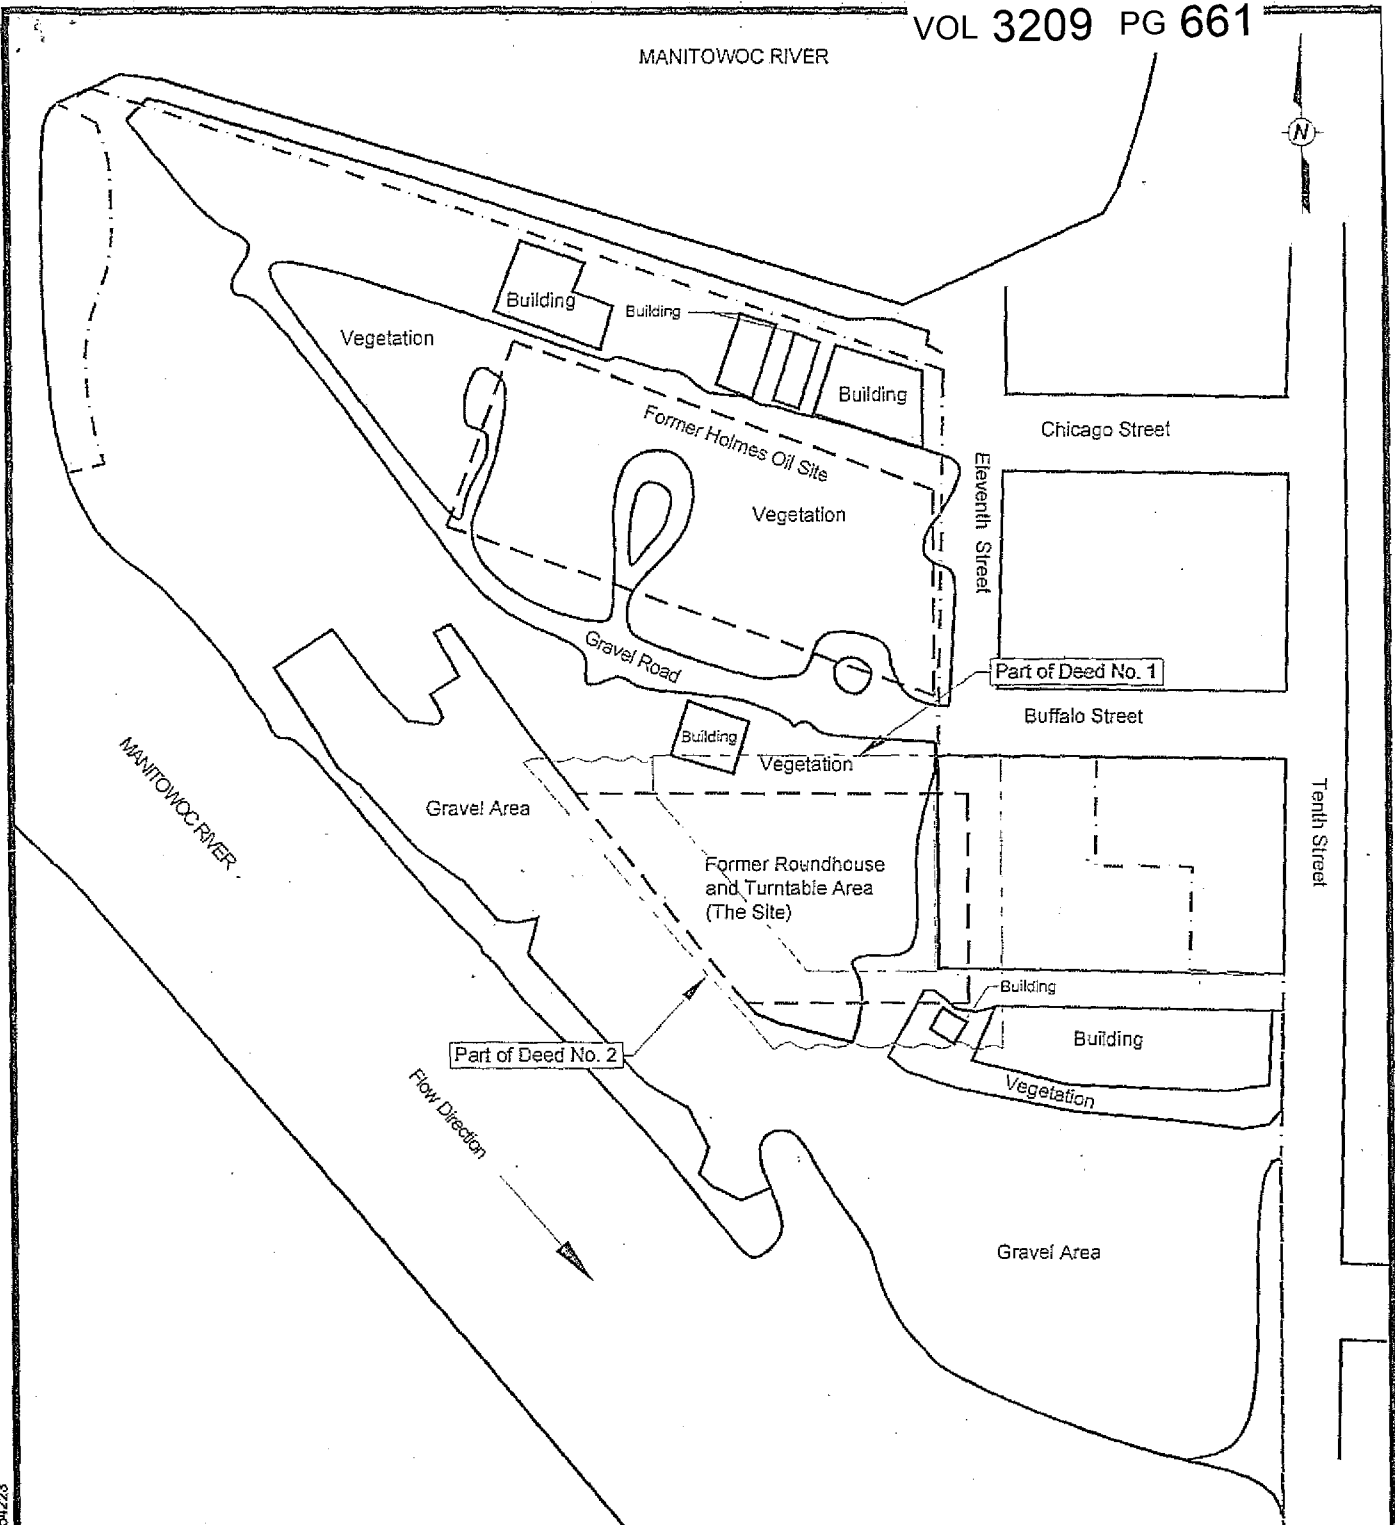 VOL 3209 PG 661
MANITOWOC RIVER
N
Building
Building
Vegetation
Building
Former Holmes Oil Site
Chicago Street
Eleventh Street
Vegetation
Gravel Road
Part of Deed No. 1
Buffalo Street
Building
Vegetation
MANITOWOC RIVER
Gravel Area
Tenth Street
Former Roundhouse
and Turntable Area
(The Site)
Building
Building
Part of Deed No. 2
Vegetation
Flow Direction
Gravel Area